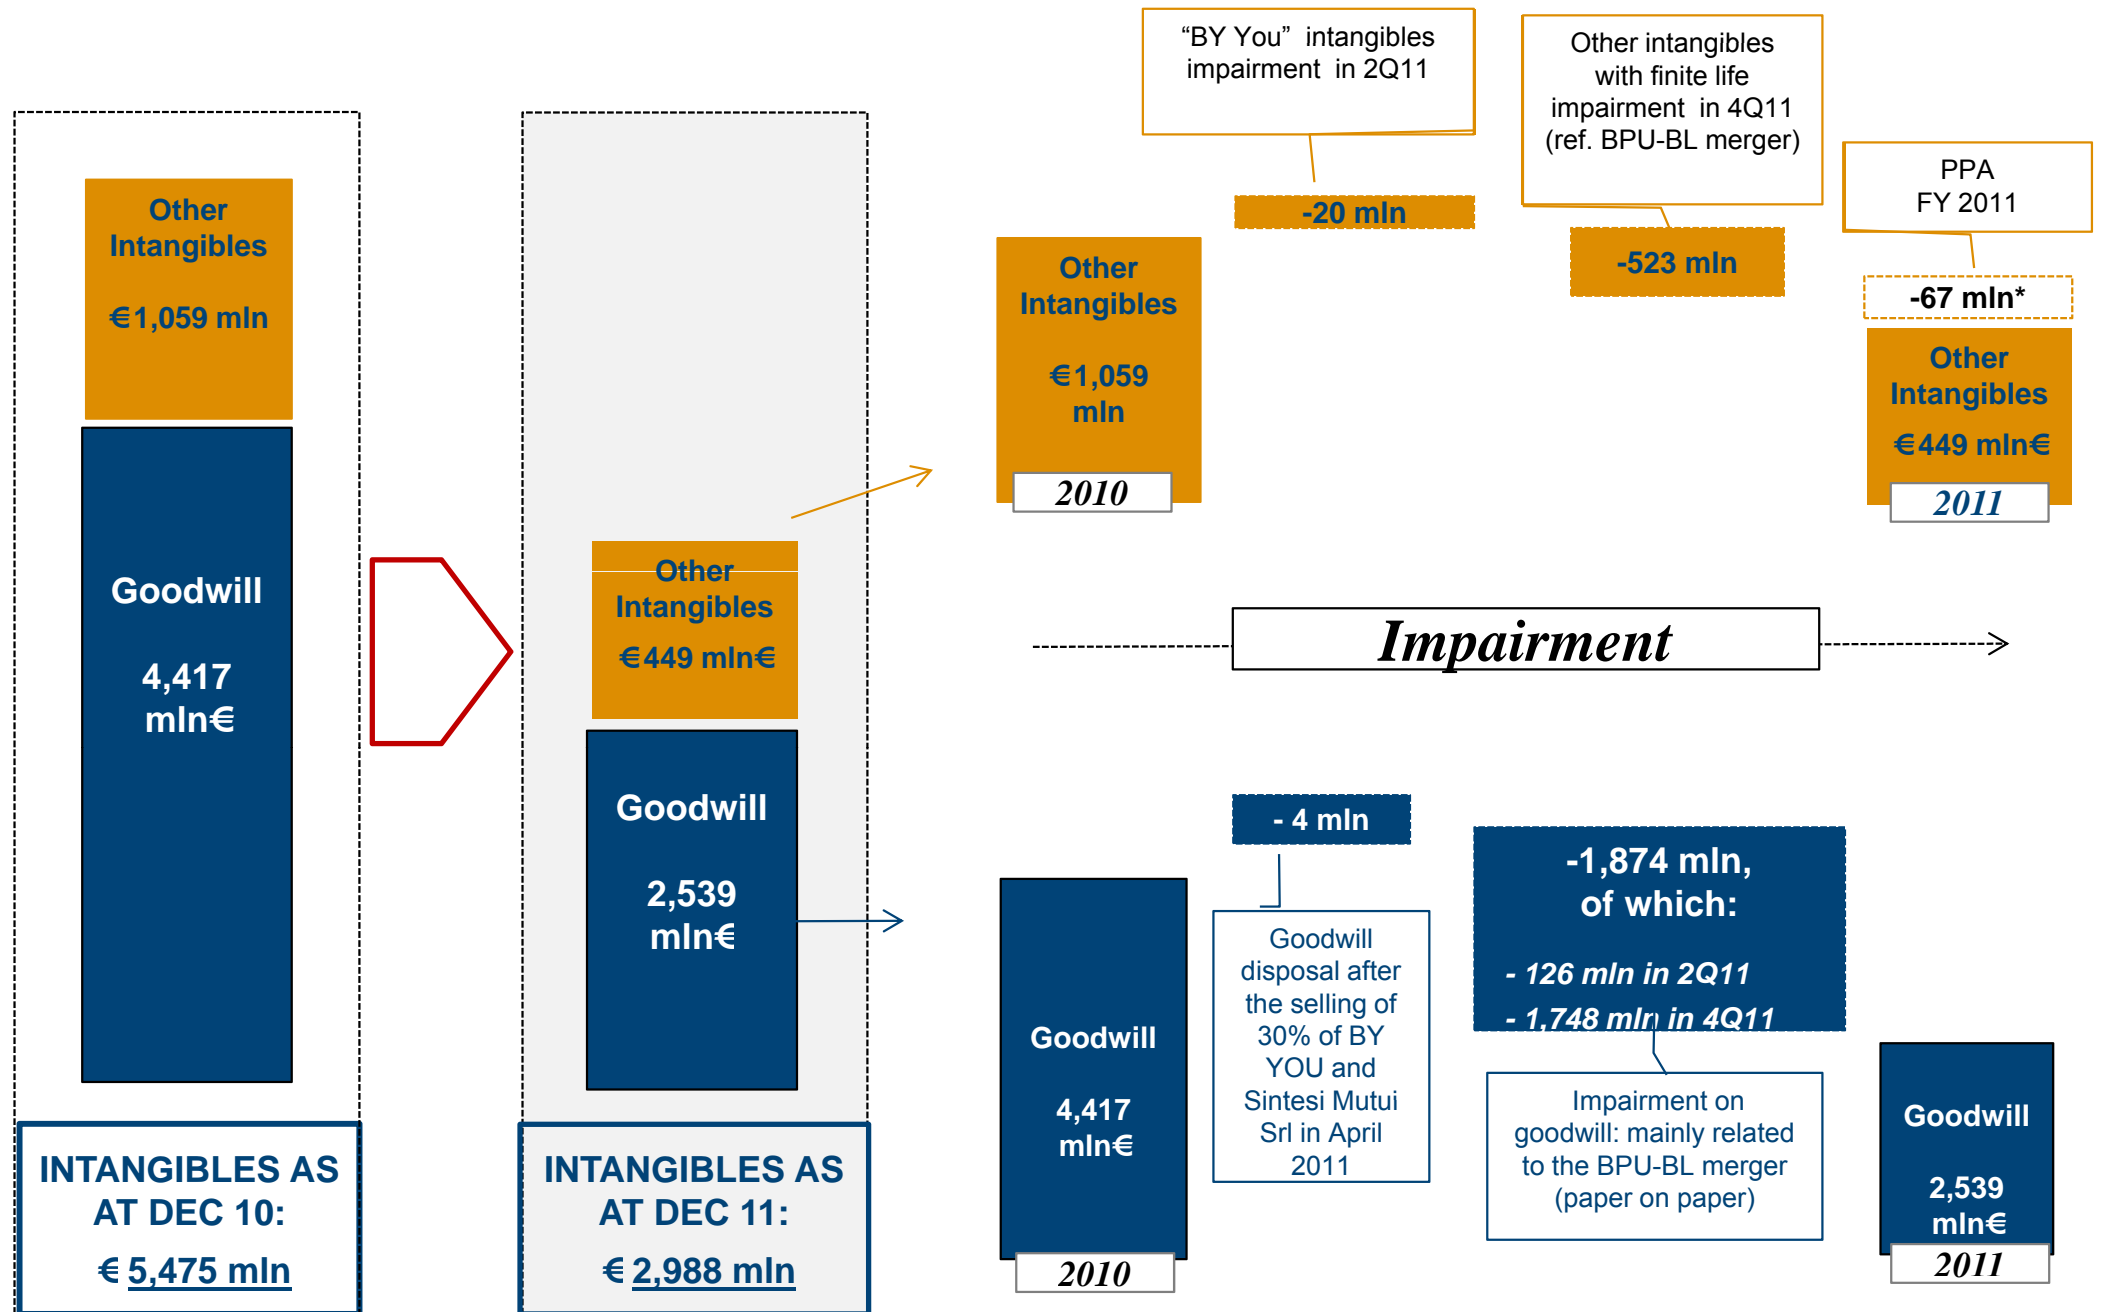 Other
Intangibles
€1,059 mln
Goodwill
4,417
mln€
INTANGIBLES AS
AT DEC 10:
€ 5,475 mln
Other
Intangibles
€449 mln€
Goodwill
2,539
mln€
INTANGIBLES AS
AT DEC 11:
€ 2,988 mln
“BY You” intangibles
impairment in 2Q11
Other intangibles
with finite life
impairment in 4Q11
(ref. BPU-BL merger)
PPA
FY 2011
-20 mln
-523 mln
-67 mln*
Other
Intangibles
€1,059
mln
2010
Other
Intangibles
€449 mln€
2011
Impairment
- 4 mln
-1,874 mln,
of which:
- 126 mln in 2Q11
- 1,748 mln in 4Q11
Goodwill
4,417
mln€
2010
Goodwill
disposal after
the selling of
30% of BY
YOU and
Sintesi Mutui
Srl in April
2011
Impairment on
goodwill: mainly related
to the BPU-BL merger
(paper on paper)
Goodwill
2,539
mln€
2011